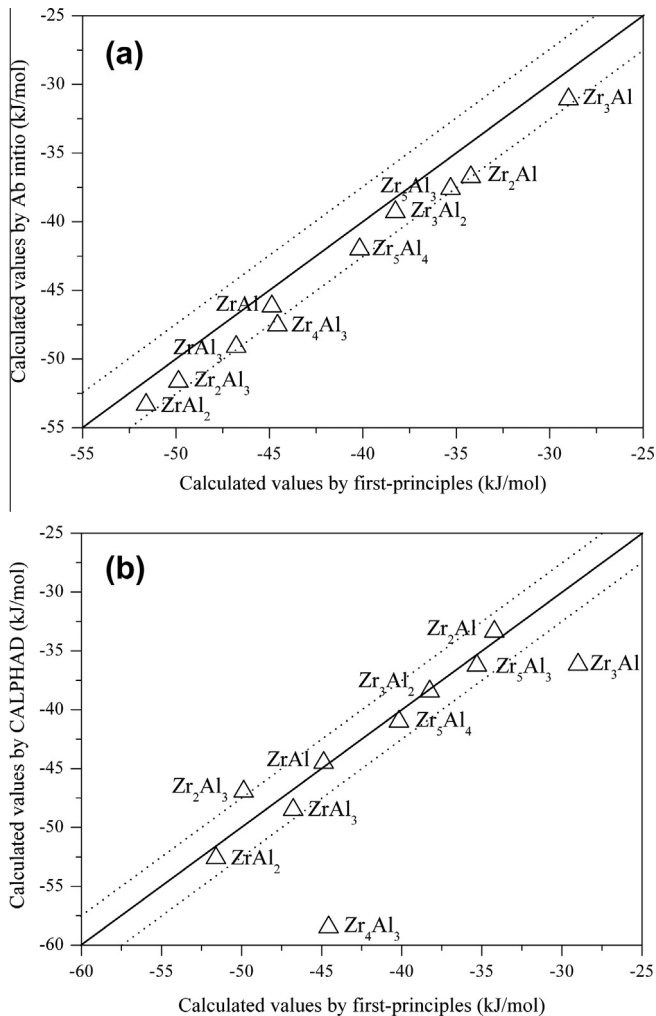 (a)
-25
-30
-35
-40
-45
-50
-55
Calculated values by Ab initio (kJ/mol)
Zr₃Al
Zr₂Al
Zr₅Al₃
Zr₃Al₂
Zr₅Al₄
ZrAl
Zr₄Al₃
ZrAl₃
Zr₂Al₃
ZrAl₂
-55 -50 -45 -40 -35 -30 -25
Calculated values by first-principles (kJ/mol)
(b)
-25
-30
-35
-40
-45
-50
-55
-60
Calculated values by CALPHAD (kJ/mol)
Zr₂Al
Zr₅Al₃
Zr₃Al
Zr₃Al₂
Zr₅Al₄
ZrAl
Zr₂Al₃
ZrAl₃
ZrAl₂
Zr₄Al₃
-60 -55 -50 -45 -40 -35 -30 -25
Calculated values by first-principles (kJ/mol)